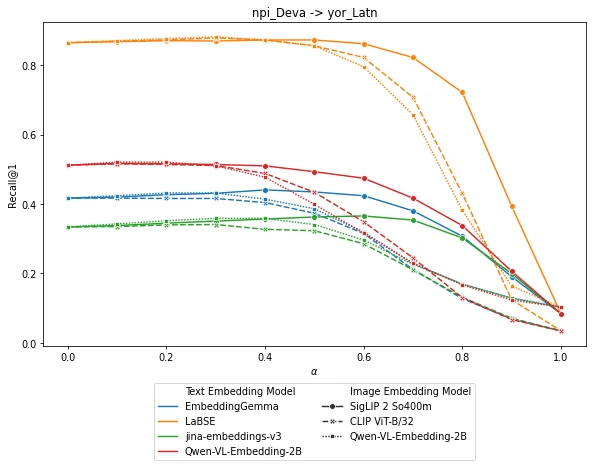 npi_Deva -> yor_Latn
Recall@1
0.8
0.6
0.4
0.2
0.0
0.0 0.2 0.4 0.6 0.8 1.0
α
Text Embedding Model
EmbeddingGemma
LaBSE
jina-embeddings-v3
Qwen-VL-Embedding-2B
Image Embedding Model
SigLIP 2 So400m
CLIP ViT-B/32
Qwen-VL-Embedding-2B